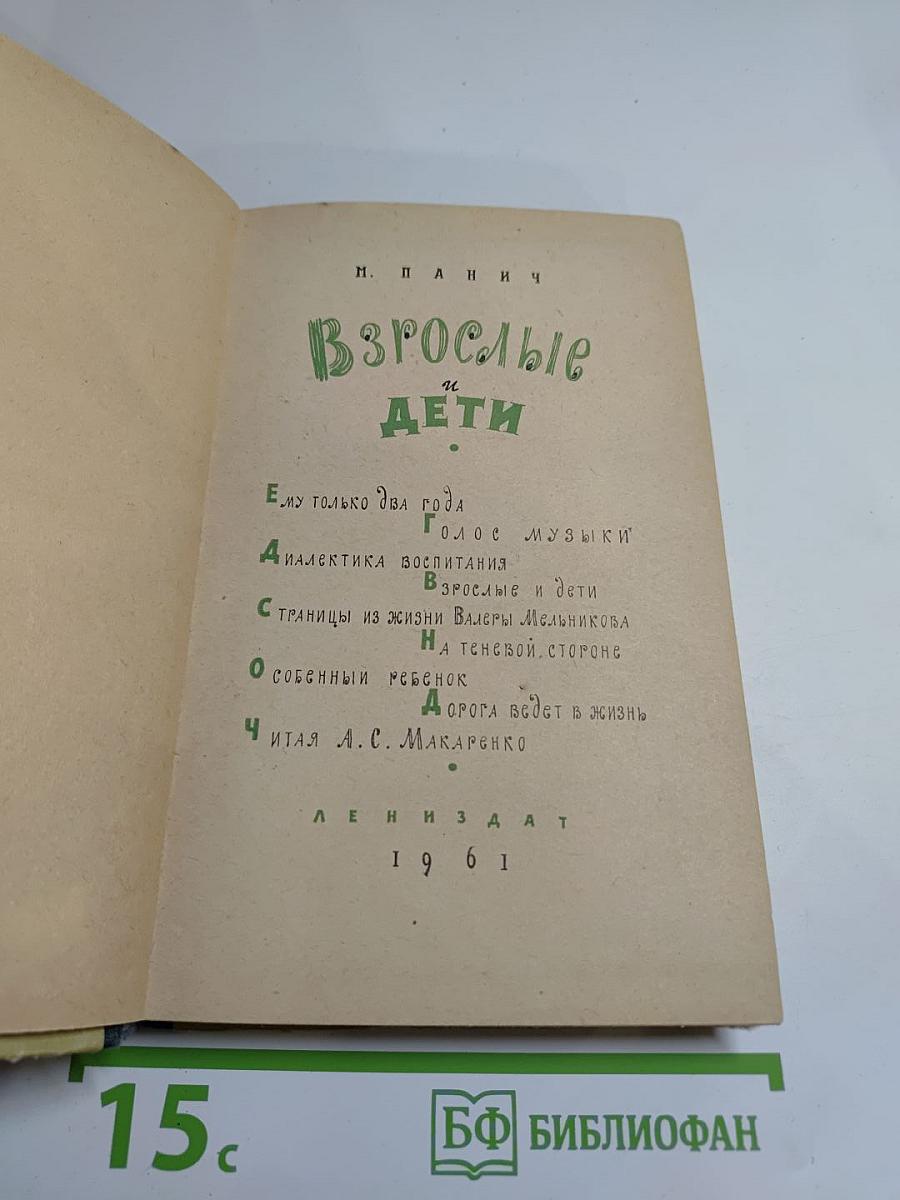 М. ПАНИЧ
ВЗРОСЛЫЕ
и
ДЕТИ
Ему только два года
Голос музыки
Диалектика воспитания
Взрослые и дети
Страницы из жизни Валеры Мельникова
На теневой стороне
Особенный ребенок
Дорога ведет в жизнь
Читая А.С. Макаренко
ЛЕНИЗДАТ
1961
15 с
БФ БИБЛИОФАН